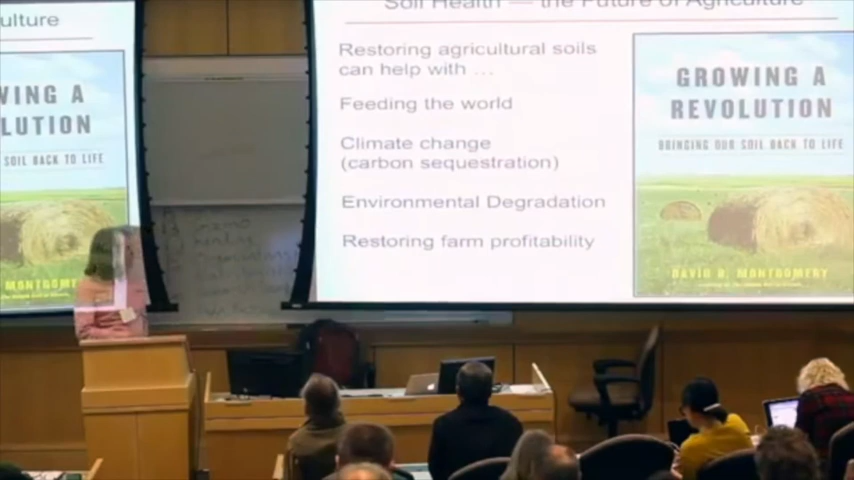 ulture
WING A
LUTION
SOIL BACK TO LIFE
MONTGOMERY
Soil Health — the Future of Agriculture
Restoring agricultural soils
can help with ...
Feeding the world
Climate change
(carbon sequestration)
Environmental Degradation
Restoring farm profitability
GROWING A
REVOLUTION
BRINGING OUR SOIL BACK TO LIFE
DAVID R. MONTGOMERY